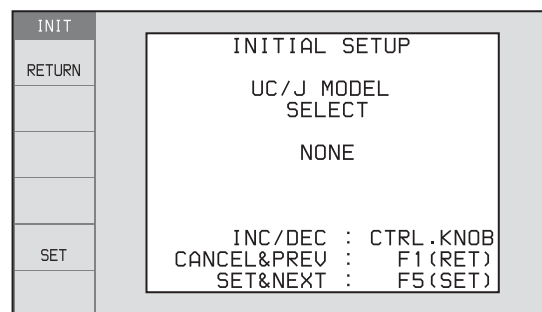 INIT
RETURN
SET
INITIAL SETUP
UC/J MODEL
SELECT
NONE
INC/DEC : CTRL.KNOB
CANCEL&PREV : F1(RET)
SET&NEXT : F5(SET)